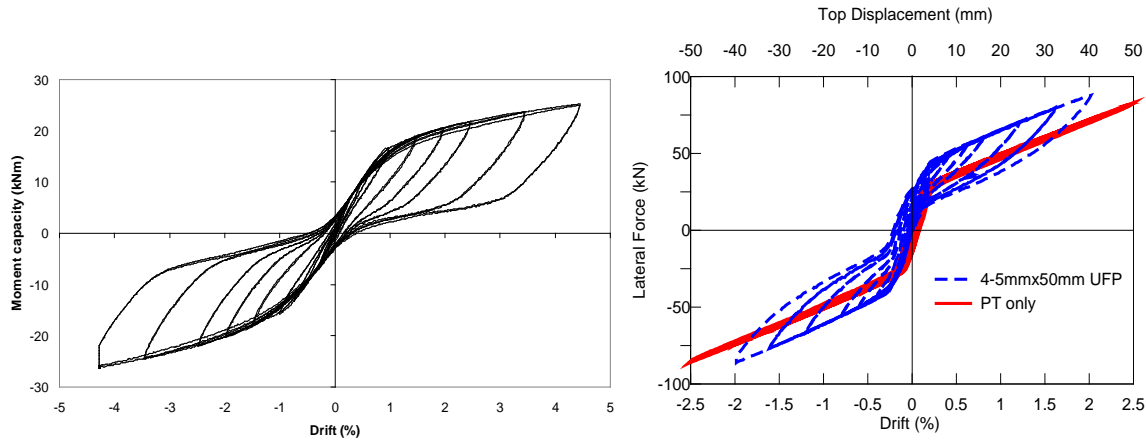 30
20
10
0
-10
-20
-30
-5 -4 -3 -2 -1 0 1 2 3 4 5
Moment capacity (kNm)
Drift (%)
Top Displacement (mm)
-50 -40 -30 -20 -10 0 10 20 30 40 50
100
50
0
-50
-100
Lateral Force (kN)
4-5mmx50mm UFP
PT only
-2.5 -2 -1.5 -1 -0.5 0 0.5 1 1.5 2 2.5
Drift (%)